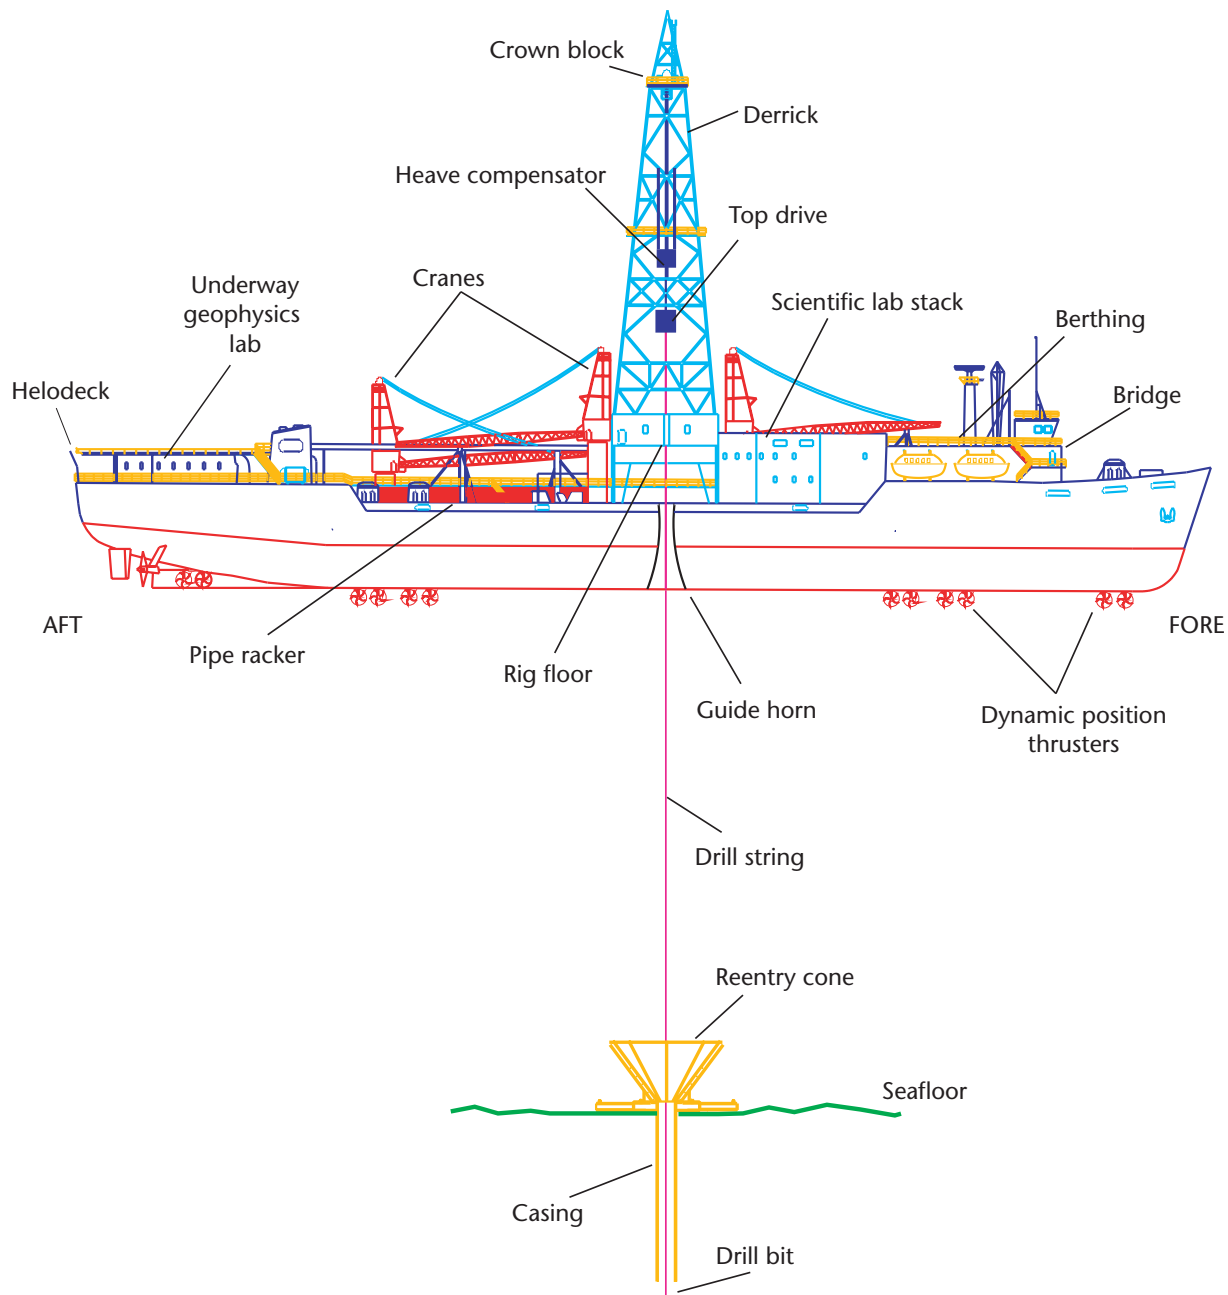 Crown block
Derrick
Heave compensator
Top drive
Cranes
Underway
geophysics
lab
Scientific lab stack
Berthing
Helodeck
Bridge
AFT
FORE
Pipe racker
Rig floor
Guide horn
Dynamic position
thrusters
Drill string
Reentry cone
Seafloor
Casing
Drill bit